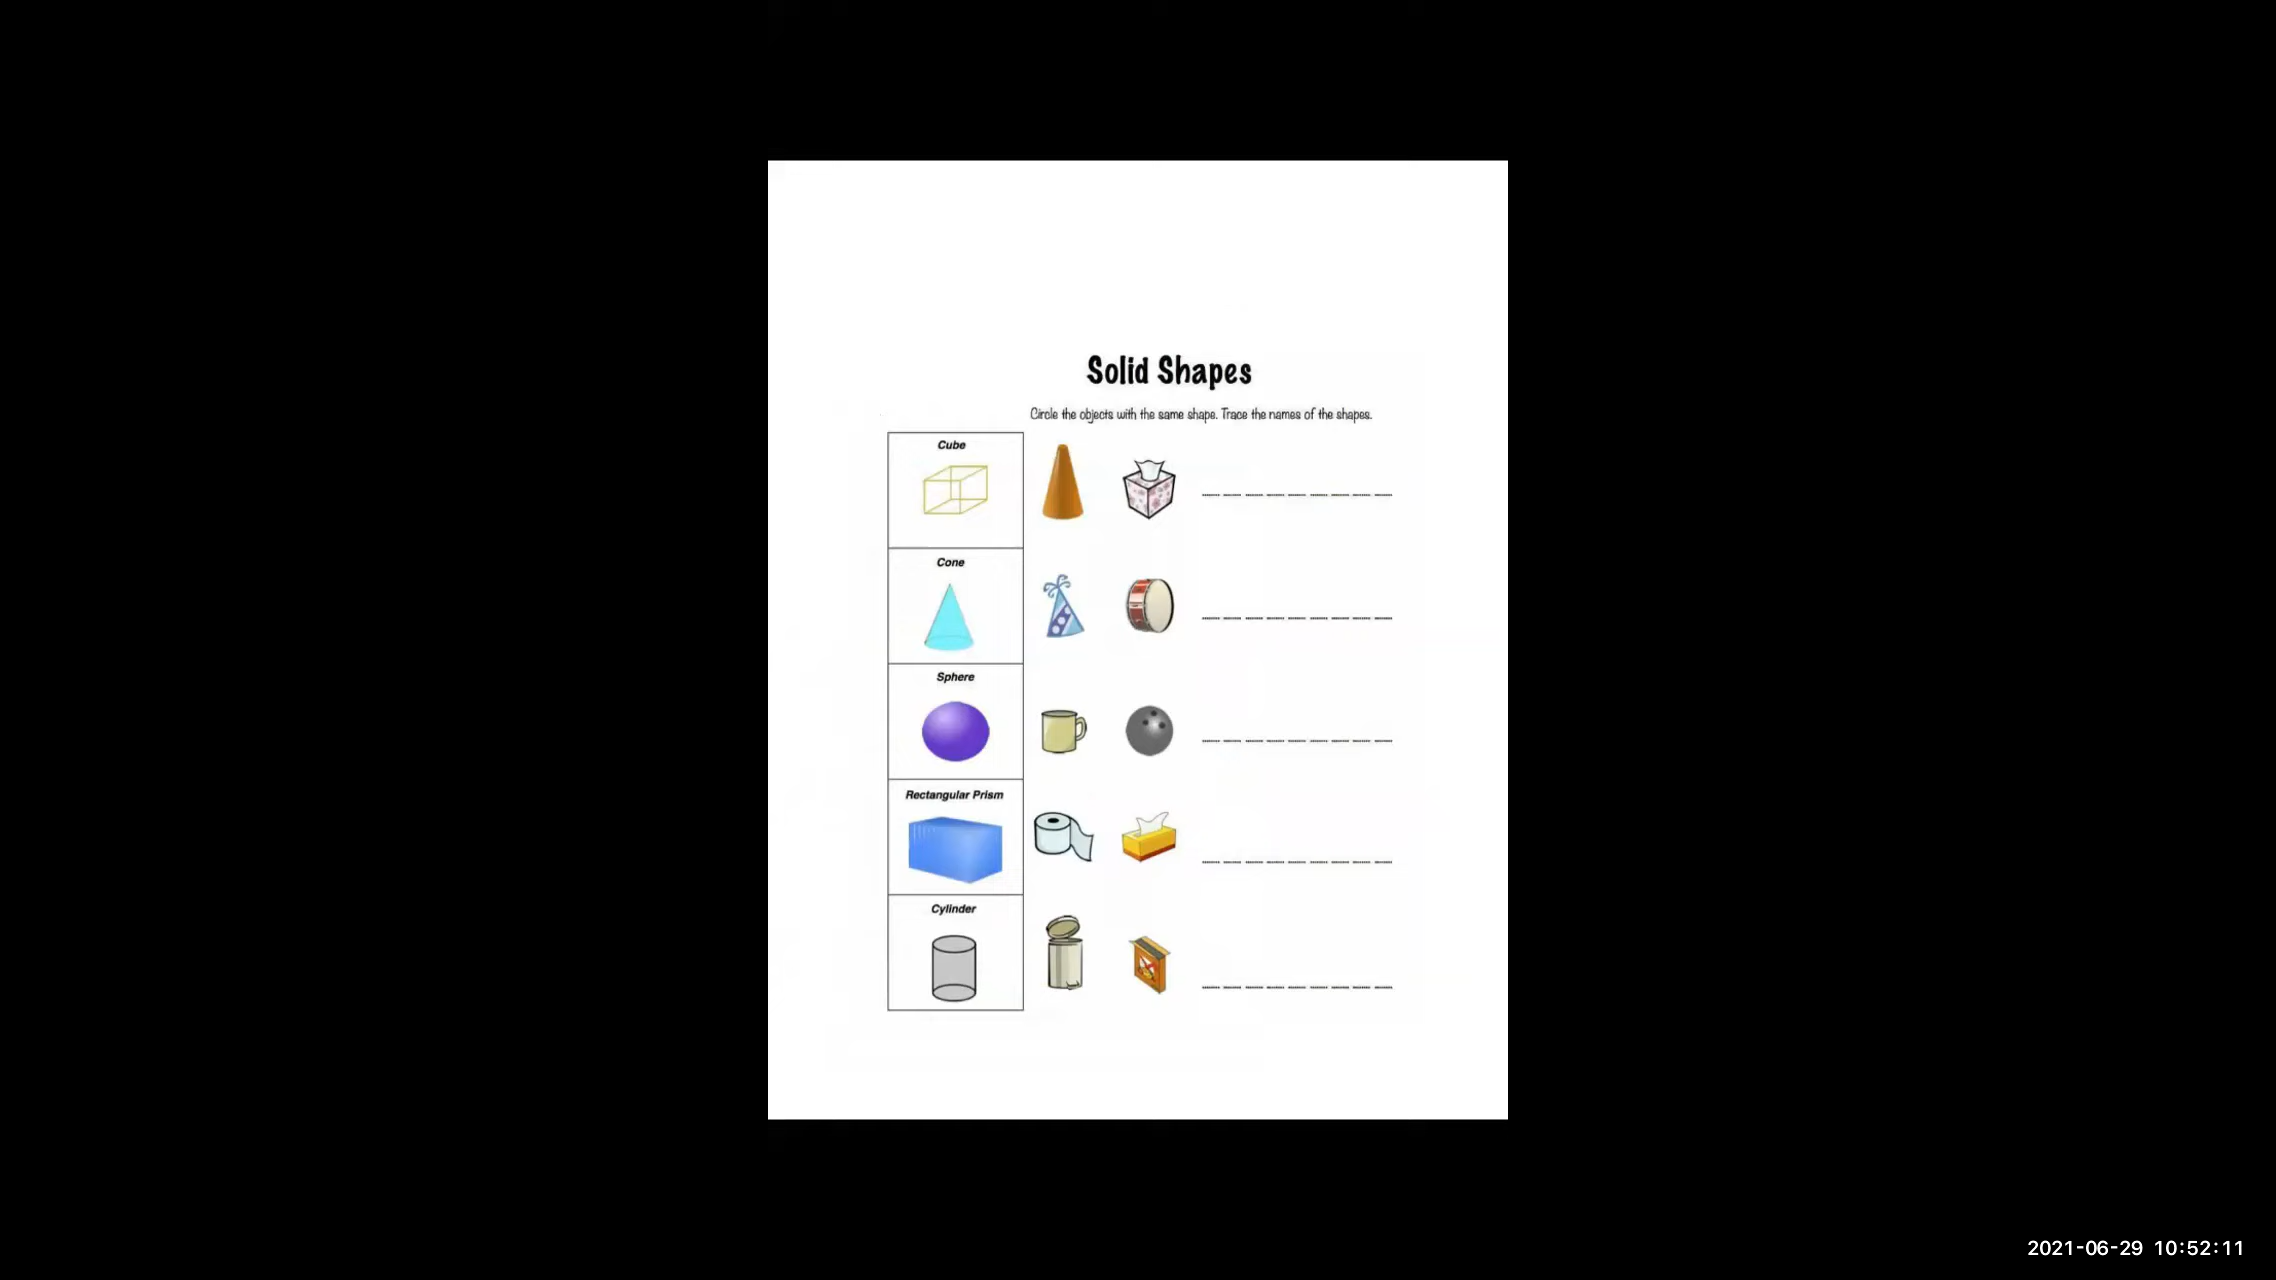 Solid Shapes
Circle the objects with the same shape. Trace the names of the shapes.
Cube
Cone
Sphere
Rectangular Prism
Cylinder
2021-06-29 10:52:11